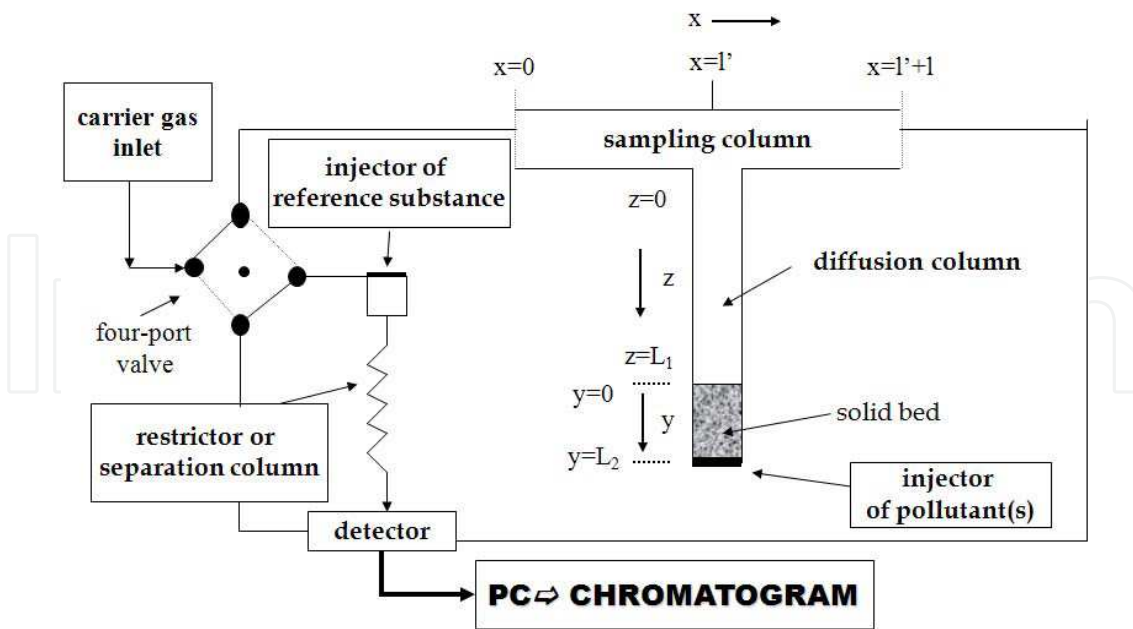 x
x=0
x=l’
x=l’+l
carrier gas
inlet
sampling column
injector of
reference substance
z=0
z
diffusion column
four-port
valve
z=L₁
y=0
y
solid bed
restrictor or
separation column
y=L₂
injector
of pollutant(s)
detector
PC⇨ CHROMATOGRAM